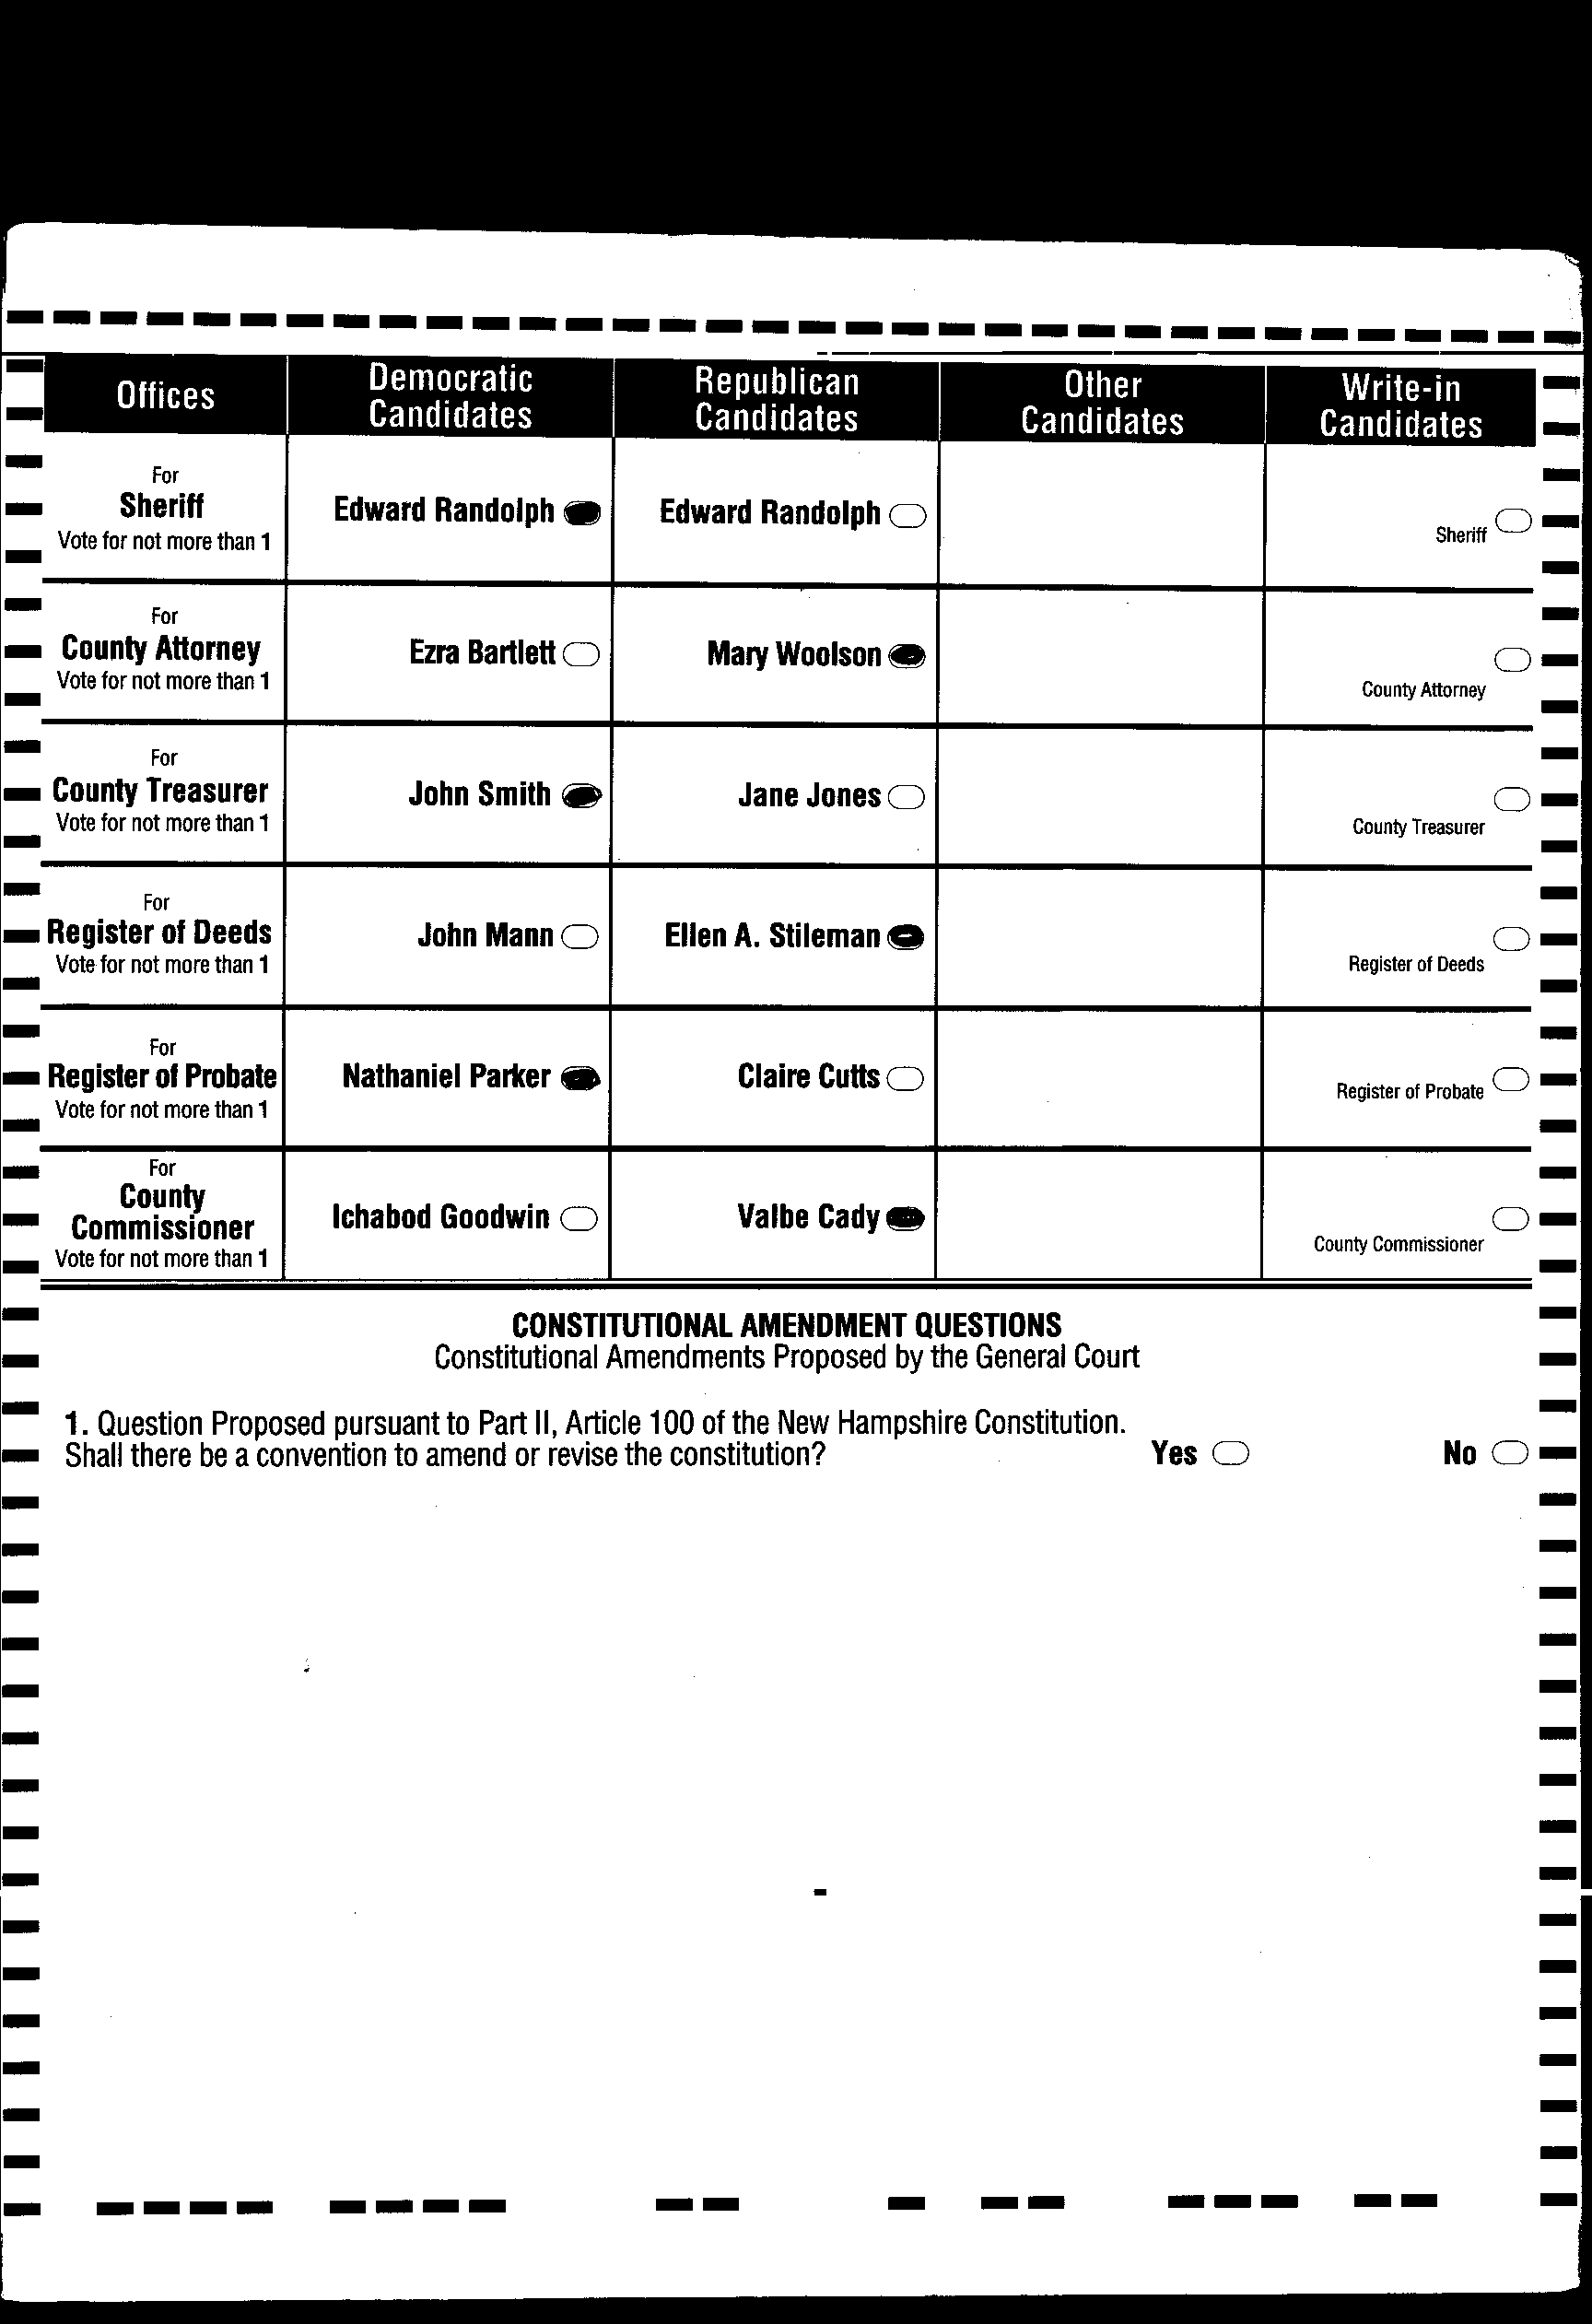 Offices
Democratic
Candidates
Republican
Candidates
Other
Candidates
Write-in
Candidates
For
Sheriff
Vote for not more than 1
Edward Randolph
Edward Randolph
Sheriff
For
County Attorney
Vote for not more than 1
Ezra Bartlett
Mary Woolson
County Attorney
For
County Treasurer
Vote for not more than 1
John Smith
Jane Jones
County Treasurer
For
Register of Deeds
Vote for not more than 1
John Mann
Ellen A. Stileman
Register of Deeds
For
Register of Probate
Vote for not more than 1
Nathaniel Parker
Claire Cutts
Register of Probate
For
County
Commissioner
Vote for not more than 1
Ichabod Goodwin
Valbe Cady
County Commissioner
CONSTITUTIONAL AMENDMENT QUESTIONS
Constitutional Amendments Proposed by the General Court
1. Question Proposed pursuant to Part II, Article 100 of the New Hampshire Constitution.
Shall there be a convention to amend or revise the constitution?
Yes
No